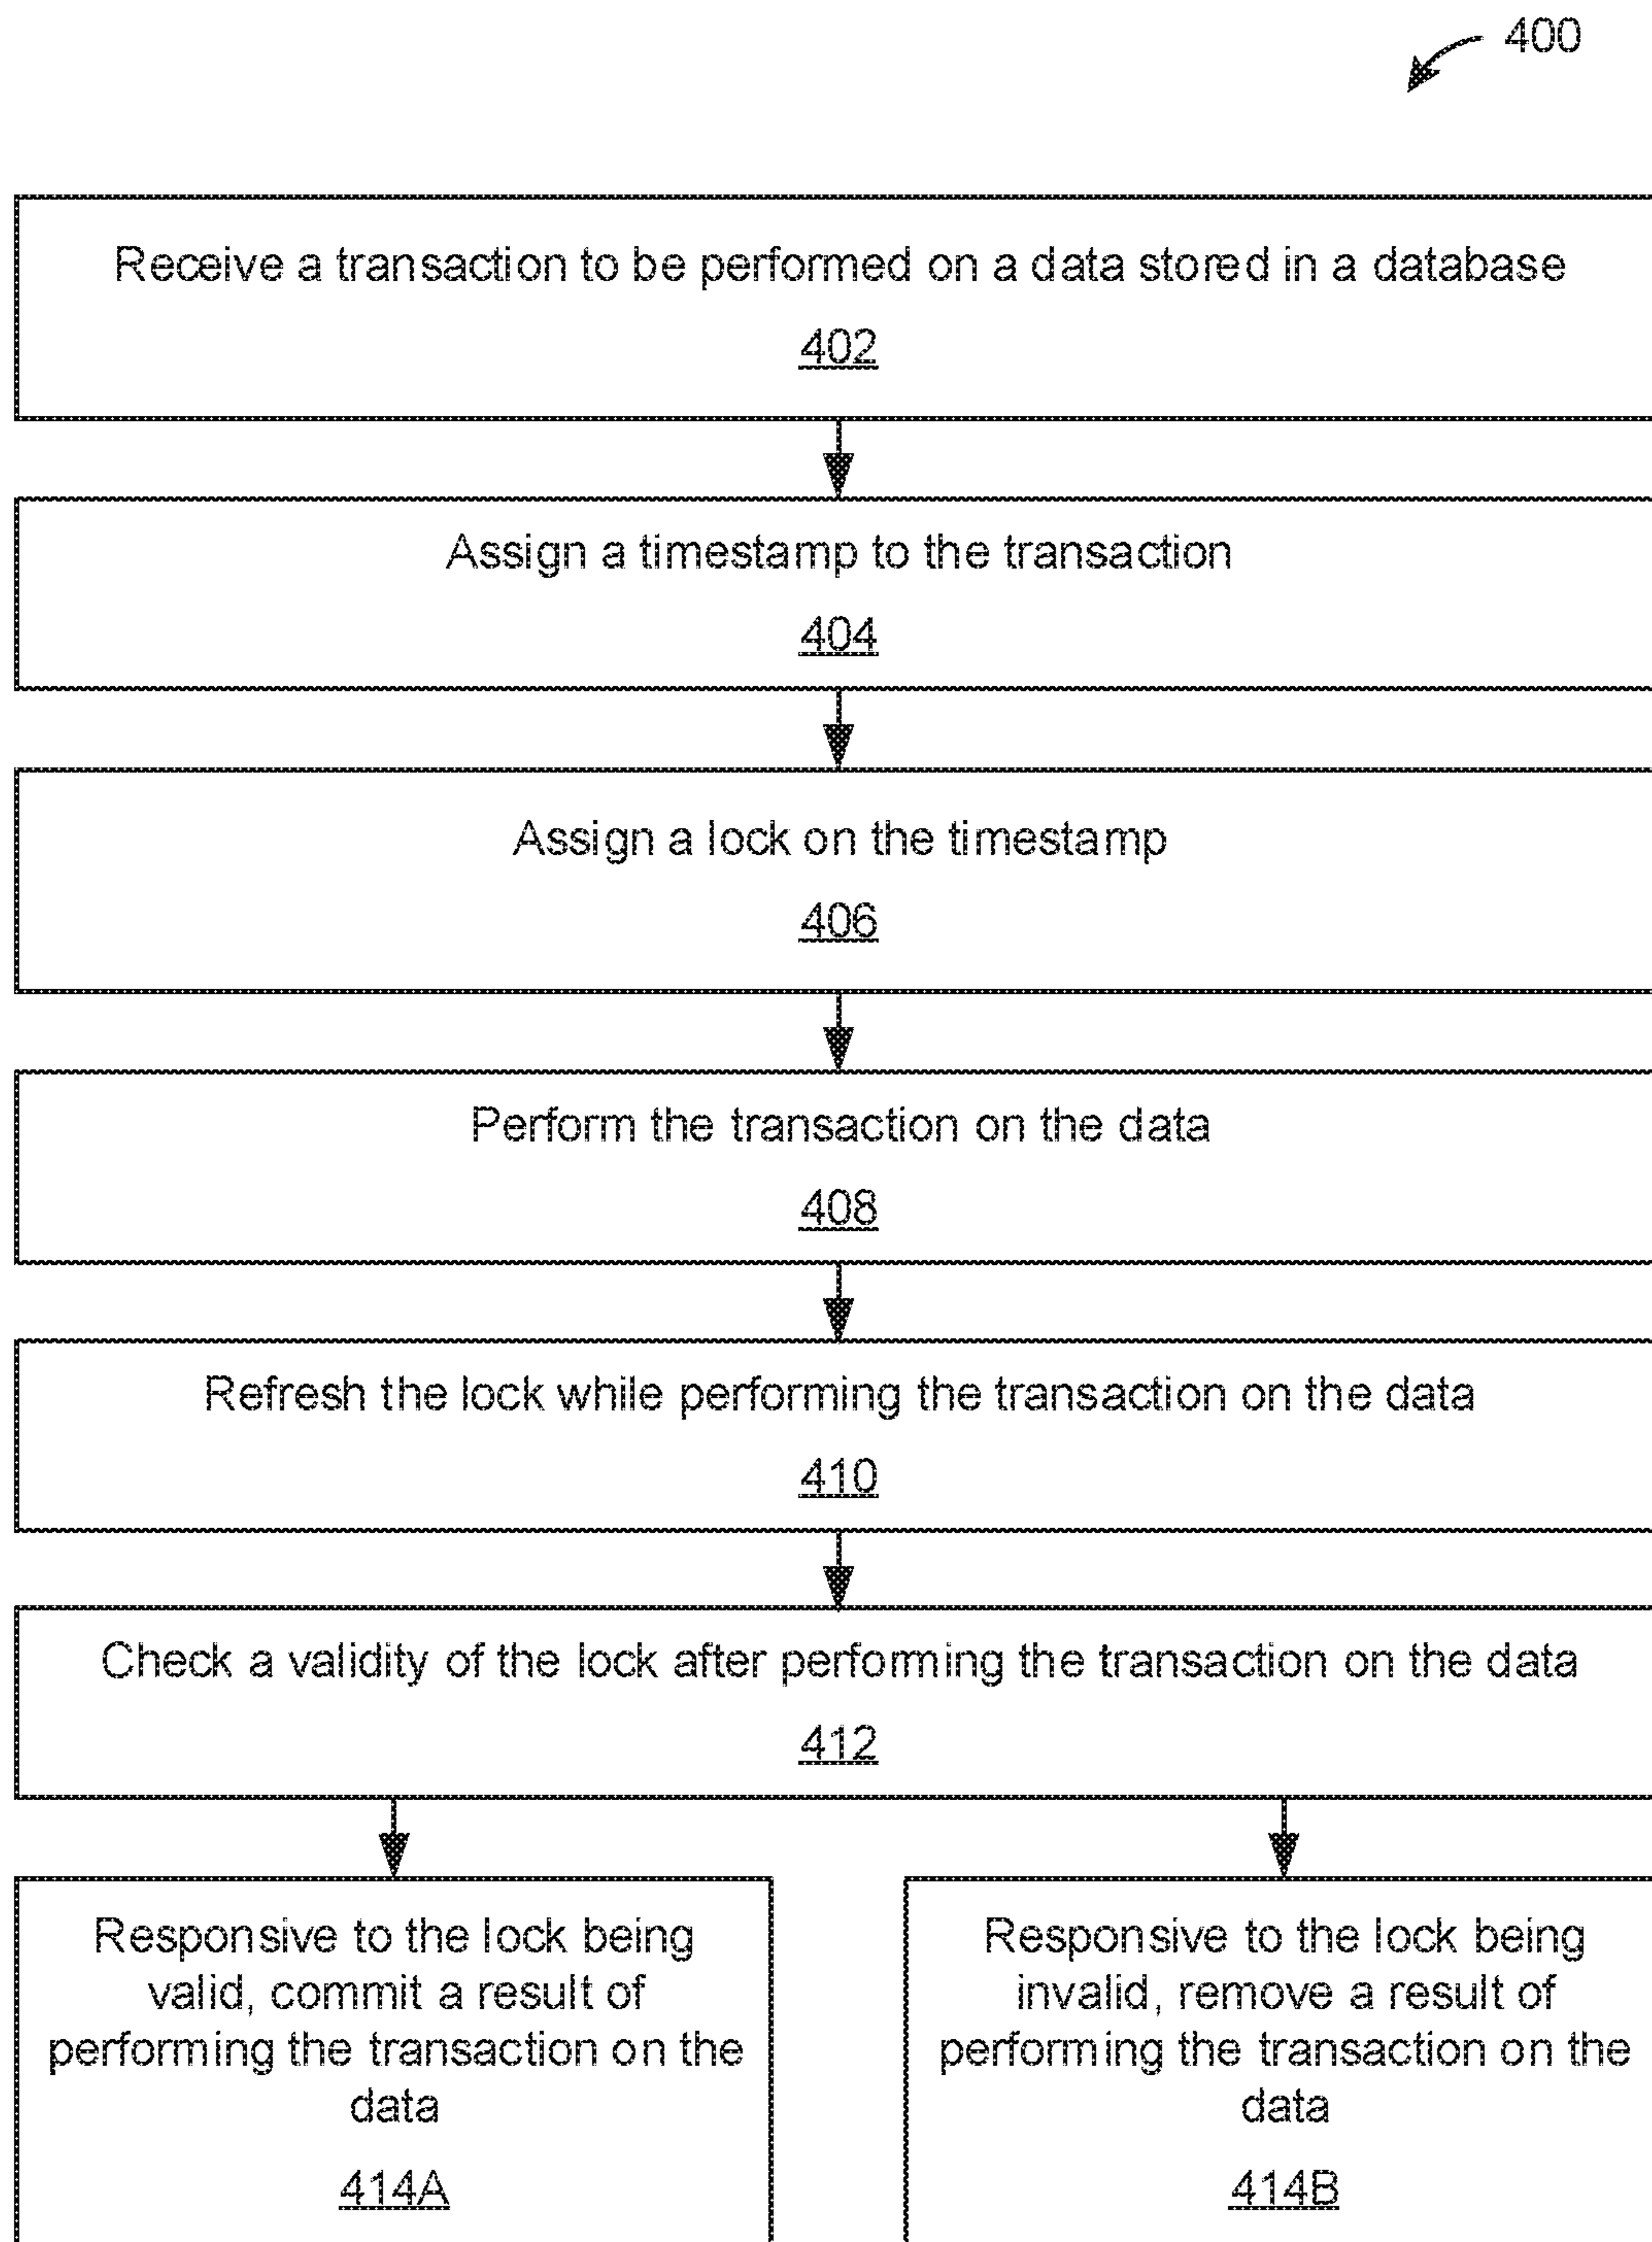 400
Receive a transaction to be performed on a data stored in a database
402
Assign a timestamp to the transaction
404
Assign a lock on the timestamp
406
Perform the transaction on the data
408
Refresh the lock while performing the transaction on the data
410
Check a validity of the lock after performing the transaction on the data
412
Responsive to the lock being
valid, commit a result of
performing the transaction on the
data
414A
Responsive to the lock being
invalid, remove a result of
performing the transaction on the
data
414B